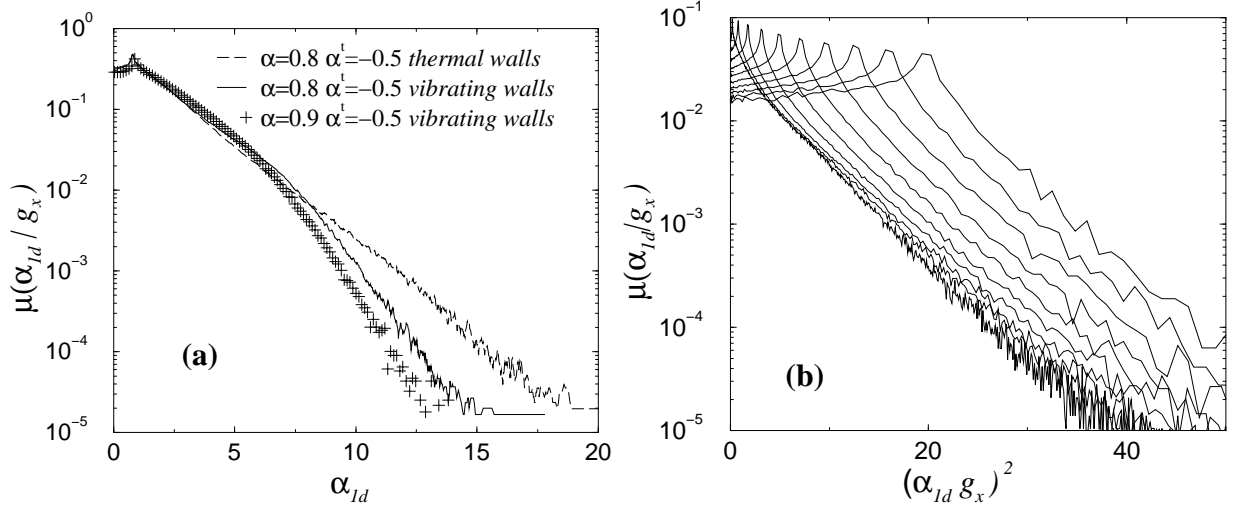 10⁰
10⁻¹
10⁻²
10⁻³
10⁻⁴
10⁻⁵
μ(α1d / gx)
α=0.8 αᵗ=−0.5 thermal walls
α=0.8 αᵗ=−0.5 vibrating walls
α=0.9 αᵗ=−0.5 vibrating walls
(a)
0 5 10 15 20
α1d
10⁻¹
10⁻²
10⁻³
10⁻⁴
10⁻⁵
μ(α1d/gx)
(b)
0 20 40
(α1d gx)²